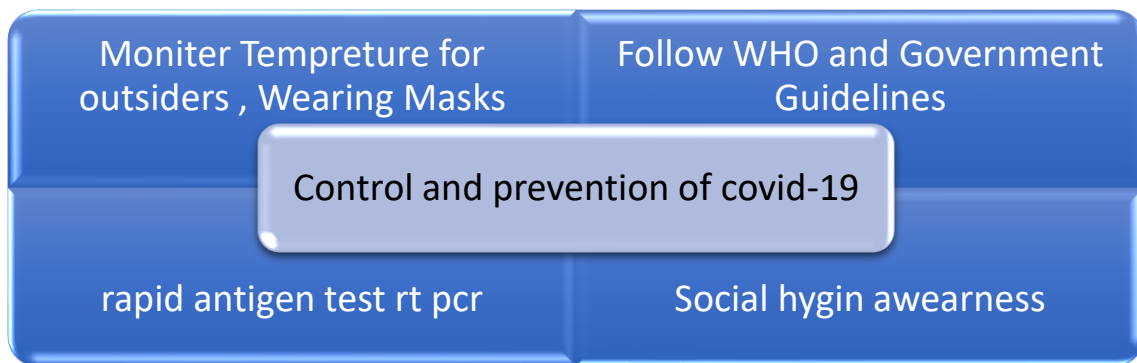 Moniter Tempreture for
outsiders , Wearing Masks
Follow WHO and Government
Guidelines
Control and prevention of covid-19
rapid antigen test rt pcr
Social hygin awearness